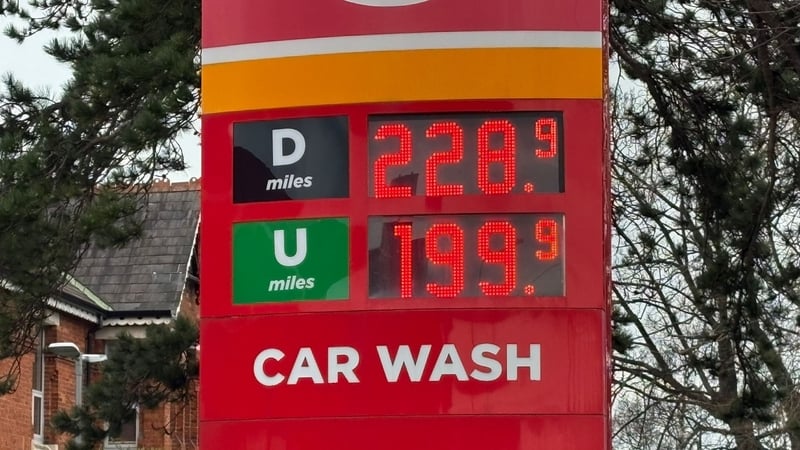 D 228.9
miles
U 199.9
miles
CAR WASH